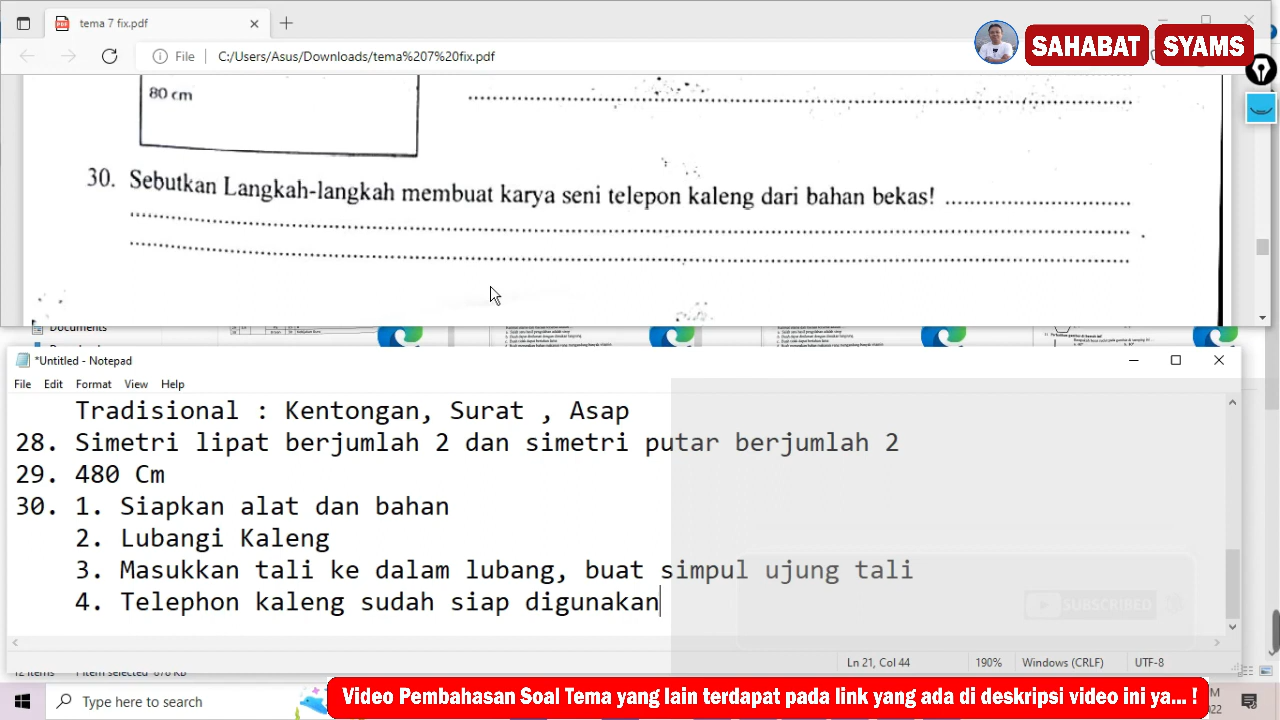 tema 7 fix.pdf
File
C:/Users/Asus/Downloads/tema%207%20fix.pdf
SAHABAT SYAMS
80 cm
30. Sebutkan Langkah-langkah membuat karya seni telepon kaleng dari bahan bekas!
Documents
*Untitled - Notepad
File Edit Format View Help
Tradisional : Kentongan, Surat , Asap
28. Simetri lipat berjumlah 2 dan simetri putar berjumlah 2
29. 480 Cm
30. 1. Siapkan alat dan bahan
2. Lubangi Kaleng
3. Masukkan tali ke dalam lubang, buat simpul ujung tali
4. Telephon kaleng sudah siap digunakan
SUBSCRIBED
Ln 21, Col 44
190%
Windows (CRLF)
UTF-8
Type here to search
Video Pembahasan Soal Tema yang lain terdapat pada link yang ada di deskripsi video ini ya... !